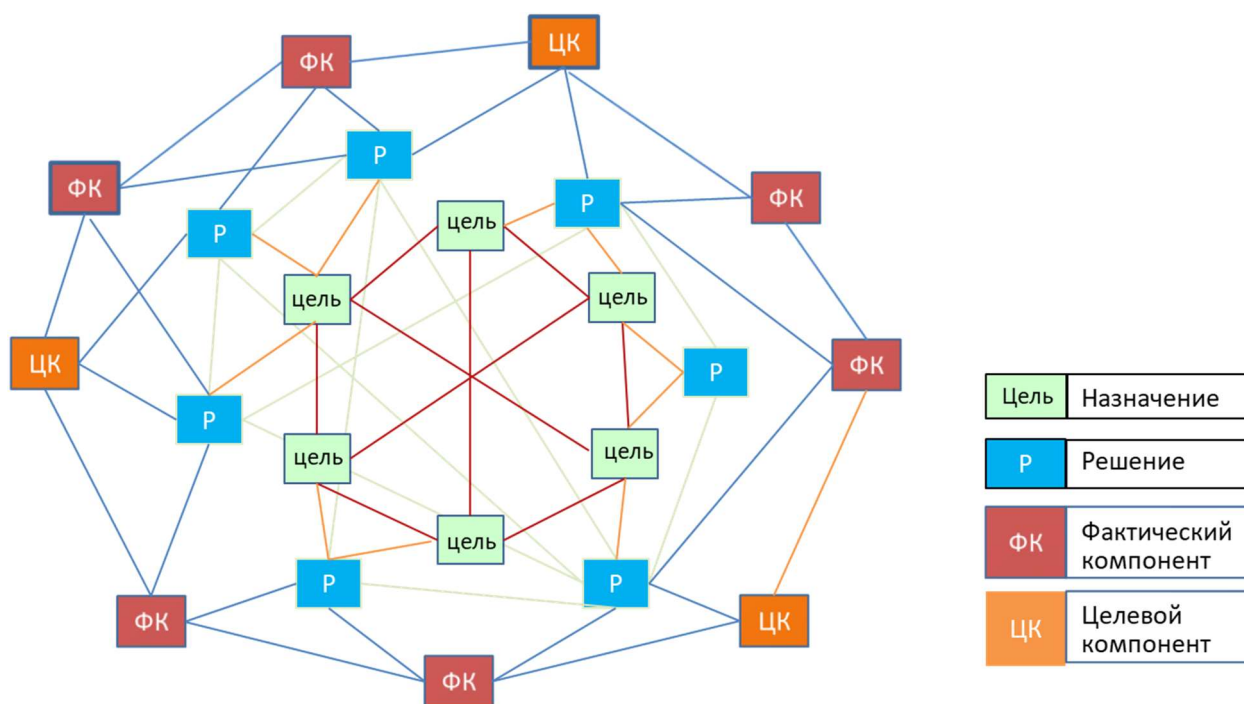 ЦК
ФК
Р
ФК
ФК
Р
цель
Р
цель
цель
ЦК
Р
ФК
Р
цель
цель
цель
Р
Р
ФК
ЦК
ФК
Цель Назначение
Р Решение
ФК Фактический
компонент
ЦК Целевой
компонент